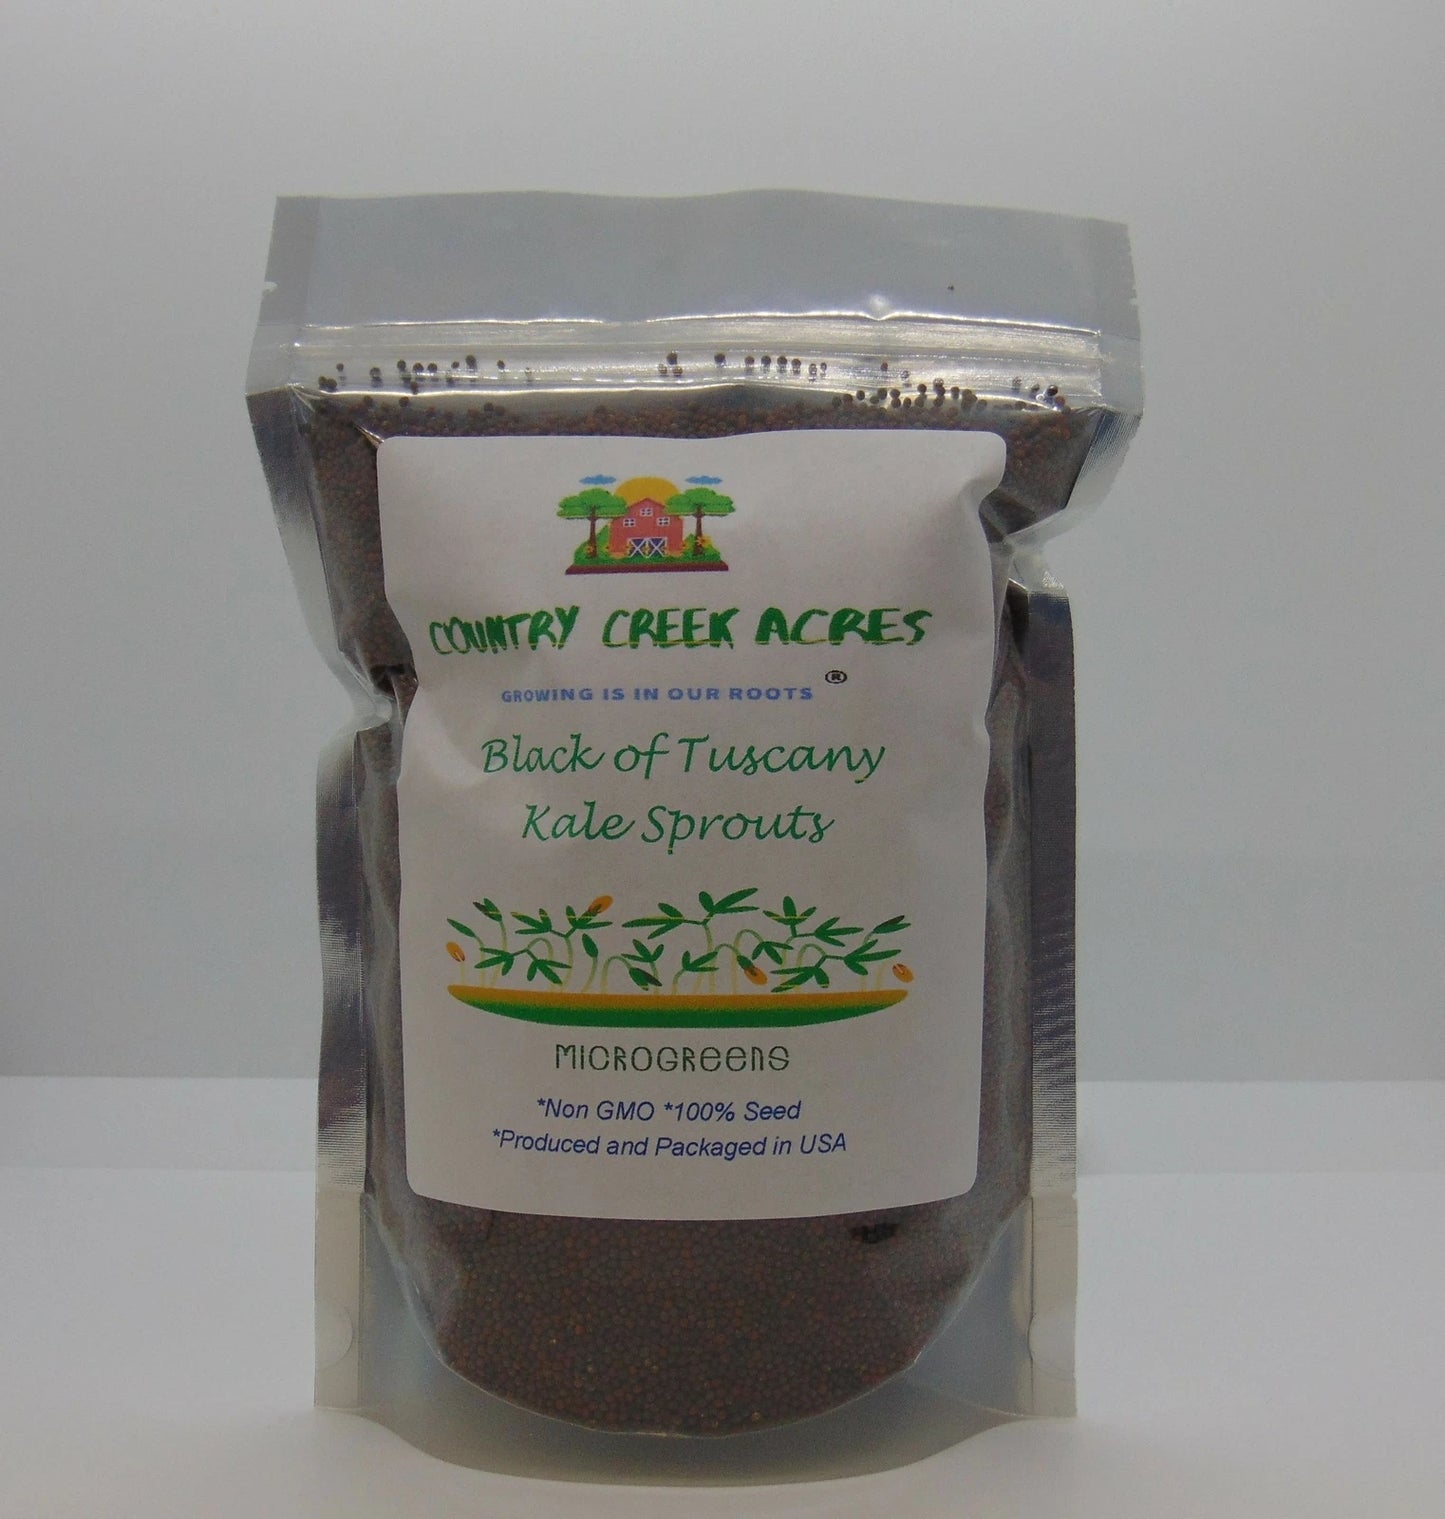 COUNTRY CREEK ACRES
GROWING IS IN OUR ROOTS ®
Black of Tuscany
Kale Sprouts
MICROGREENS
*Non GMO *100% Seed
*Produced and Packaged in USA